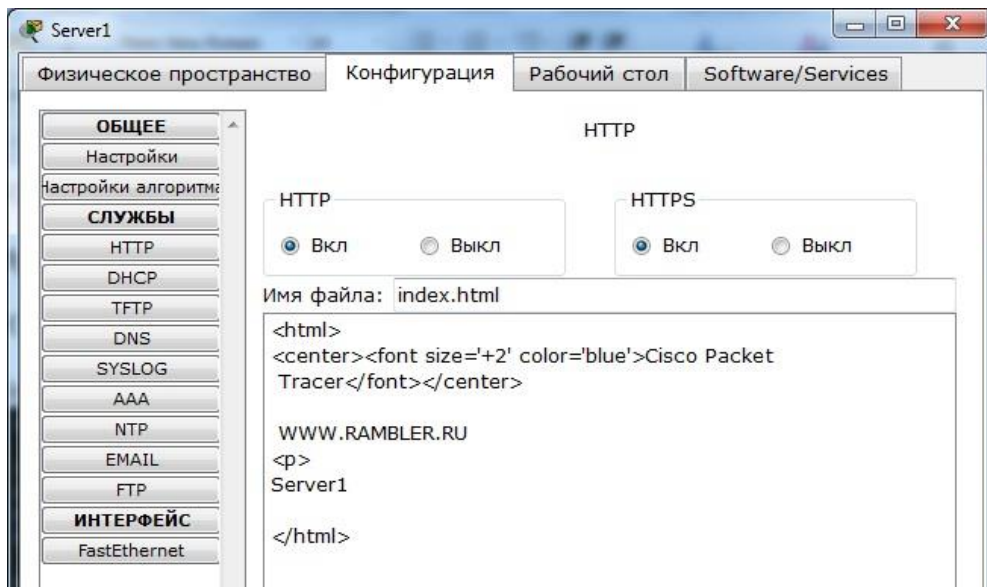 Server1
Физическое пространство Конфигурация Рабочий стол Software/Services
ОБЩЕЕ
Настройки
Настройки алгоритма
СЛУЖБЫ
HTTP
DHCP
TFTP
DNS
SYSLOG
AAA
NTP
EMAIL
FTP
ИНТЕРФЕЙС
FastEthernet
HTTP
HTTP
Вкл Выкл
HTTPS
Вкл Выкл
Имя файла: index.html
<html>
<center><font size='+2' color='blue'>Cisco Packet
Tracer</font></center>
WWW.RAMBLER.RU
<p>
Server1
</html>